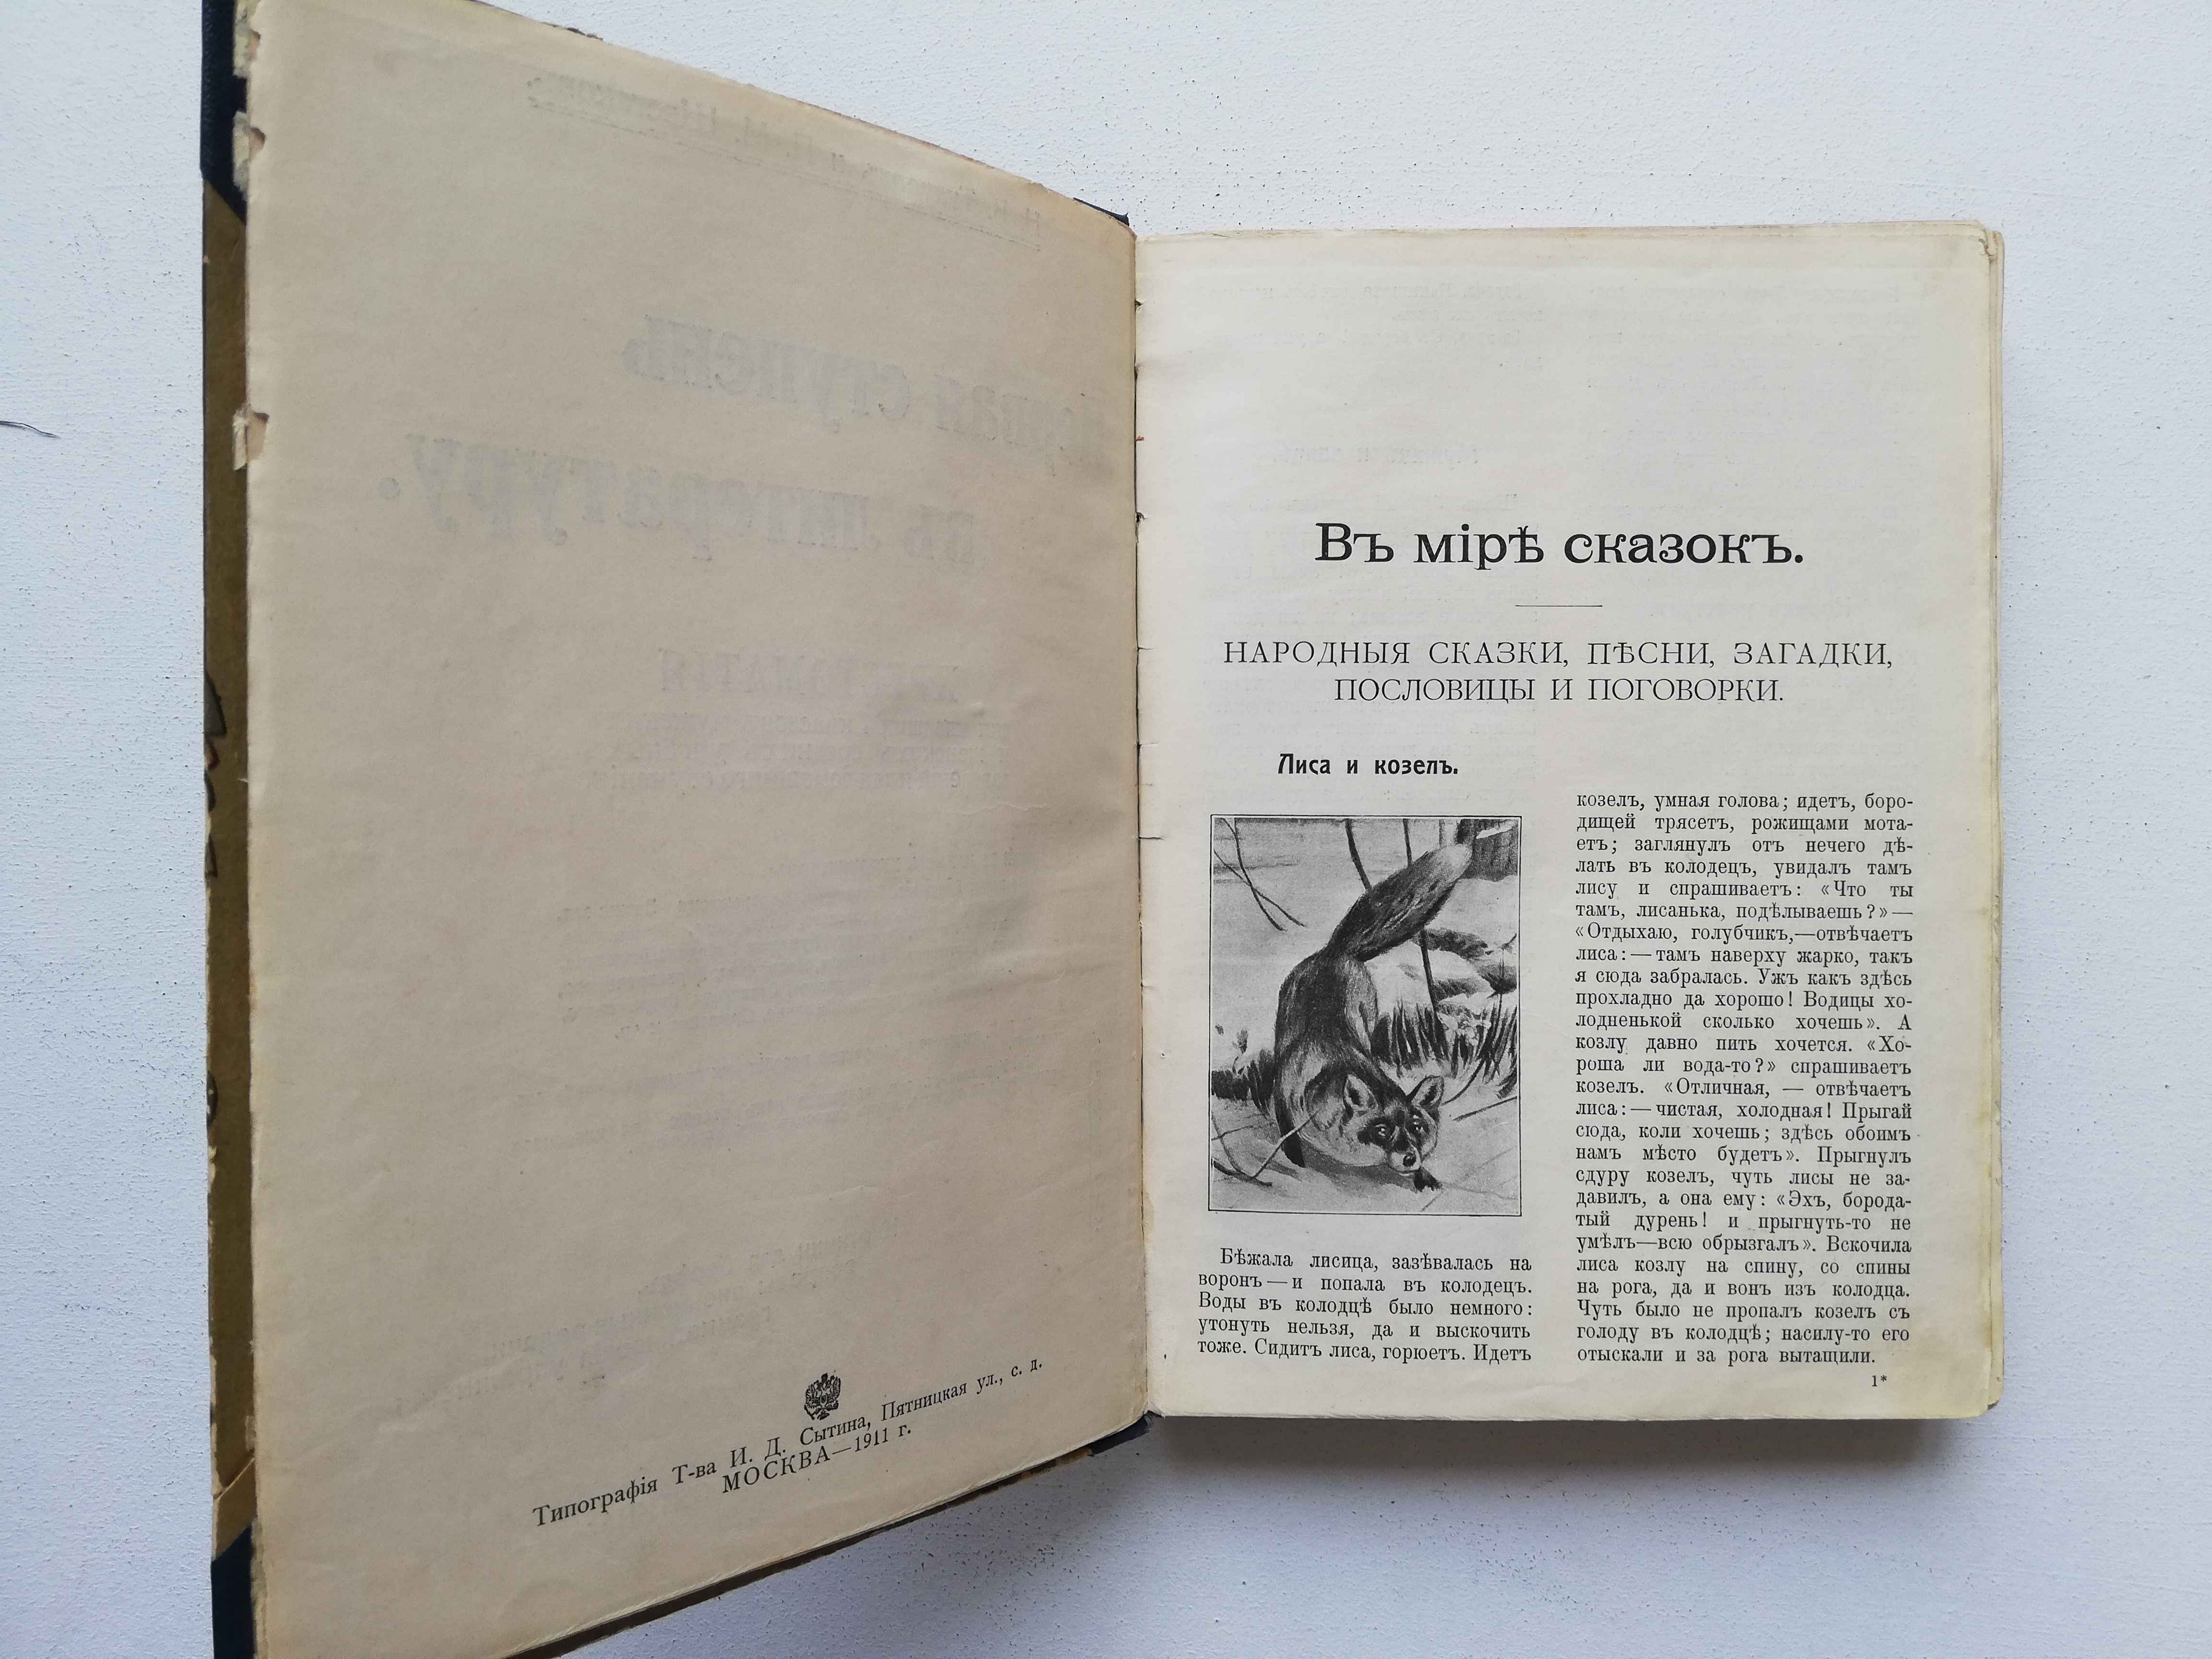 Типографія Т-ва И. Д. Сытина, Пятницкая ул., с. д.
МОСКВА—1911 г.
Въ мірѣ сказокъ.
НАРОДНЫЯ СКАЗКИ, ПѢСНИ, ЗАГАДКИ,
ПОСЛОВИЦЫ И ПОГОВОРКИ.
Лиса и козелъ.
Бѣжала лисица, зазѣвалась на
воронъ — и попала въ колодецъ.
Воды въ колодцѣ было немного:
утонуть нельзя, да и выскочить
тоже. Сидитъ лиса, горюетъ. Идетъ
козелъ, умная голова; идетъ, боро-
дищей трясетъ, рожищами мота-
етъ; заглянулъ отъ нечего дѣ-
лать въ колодецъ, увидалъ тамъ
лису и спрашиваетъ: «Что ты
тамъ, лисанька, подѣлываешь?» —
«Отдыхаю, голубчикъ,—отвѣчаетъ
лиса: — тамъ наверху жарко, такъ
я сюда забралась. Ужъ какъ здѣсь
прохладно да хорошо! Водицы хо-
лодненькой сколько хочешь». А
козлу давно пить хочется. «Хо-
роша ли вода-то?» спрашиваетъ
козелъ. «Отличная, — отвѣчаетъ
лиса: — чистая, холодная! Прыгай
сюда, коли хочешь; здѣсь обоимъ
намъ мѣсто будетъ». Прыгнулъ
сдуру козелъ, чуть лисы не за-
давилъ, а она ему: «Эхъ, борода-
тый дурень! и прыгнуть-то не
умѣлъ—всю обрызгалъ». Вскочила
лиса козлу на спину, со спины
на рога, да и вонъ изъ колодца.
Чуть было не пропалъ козелъ съ
голоду въ колодцѣ; насилу-то его
отыскали и за рога вытащили.
1*